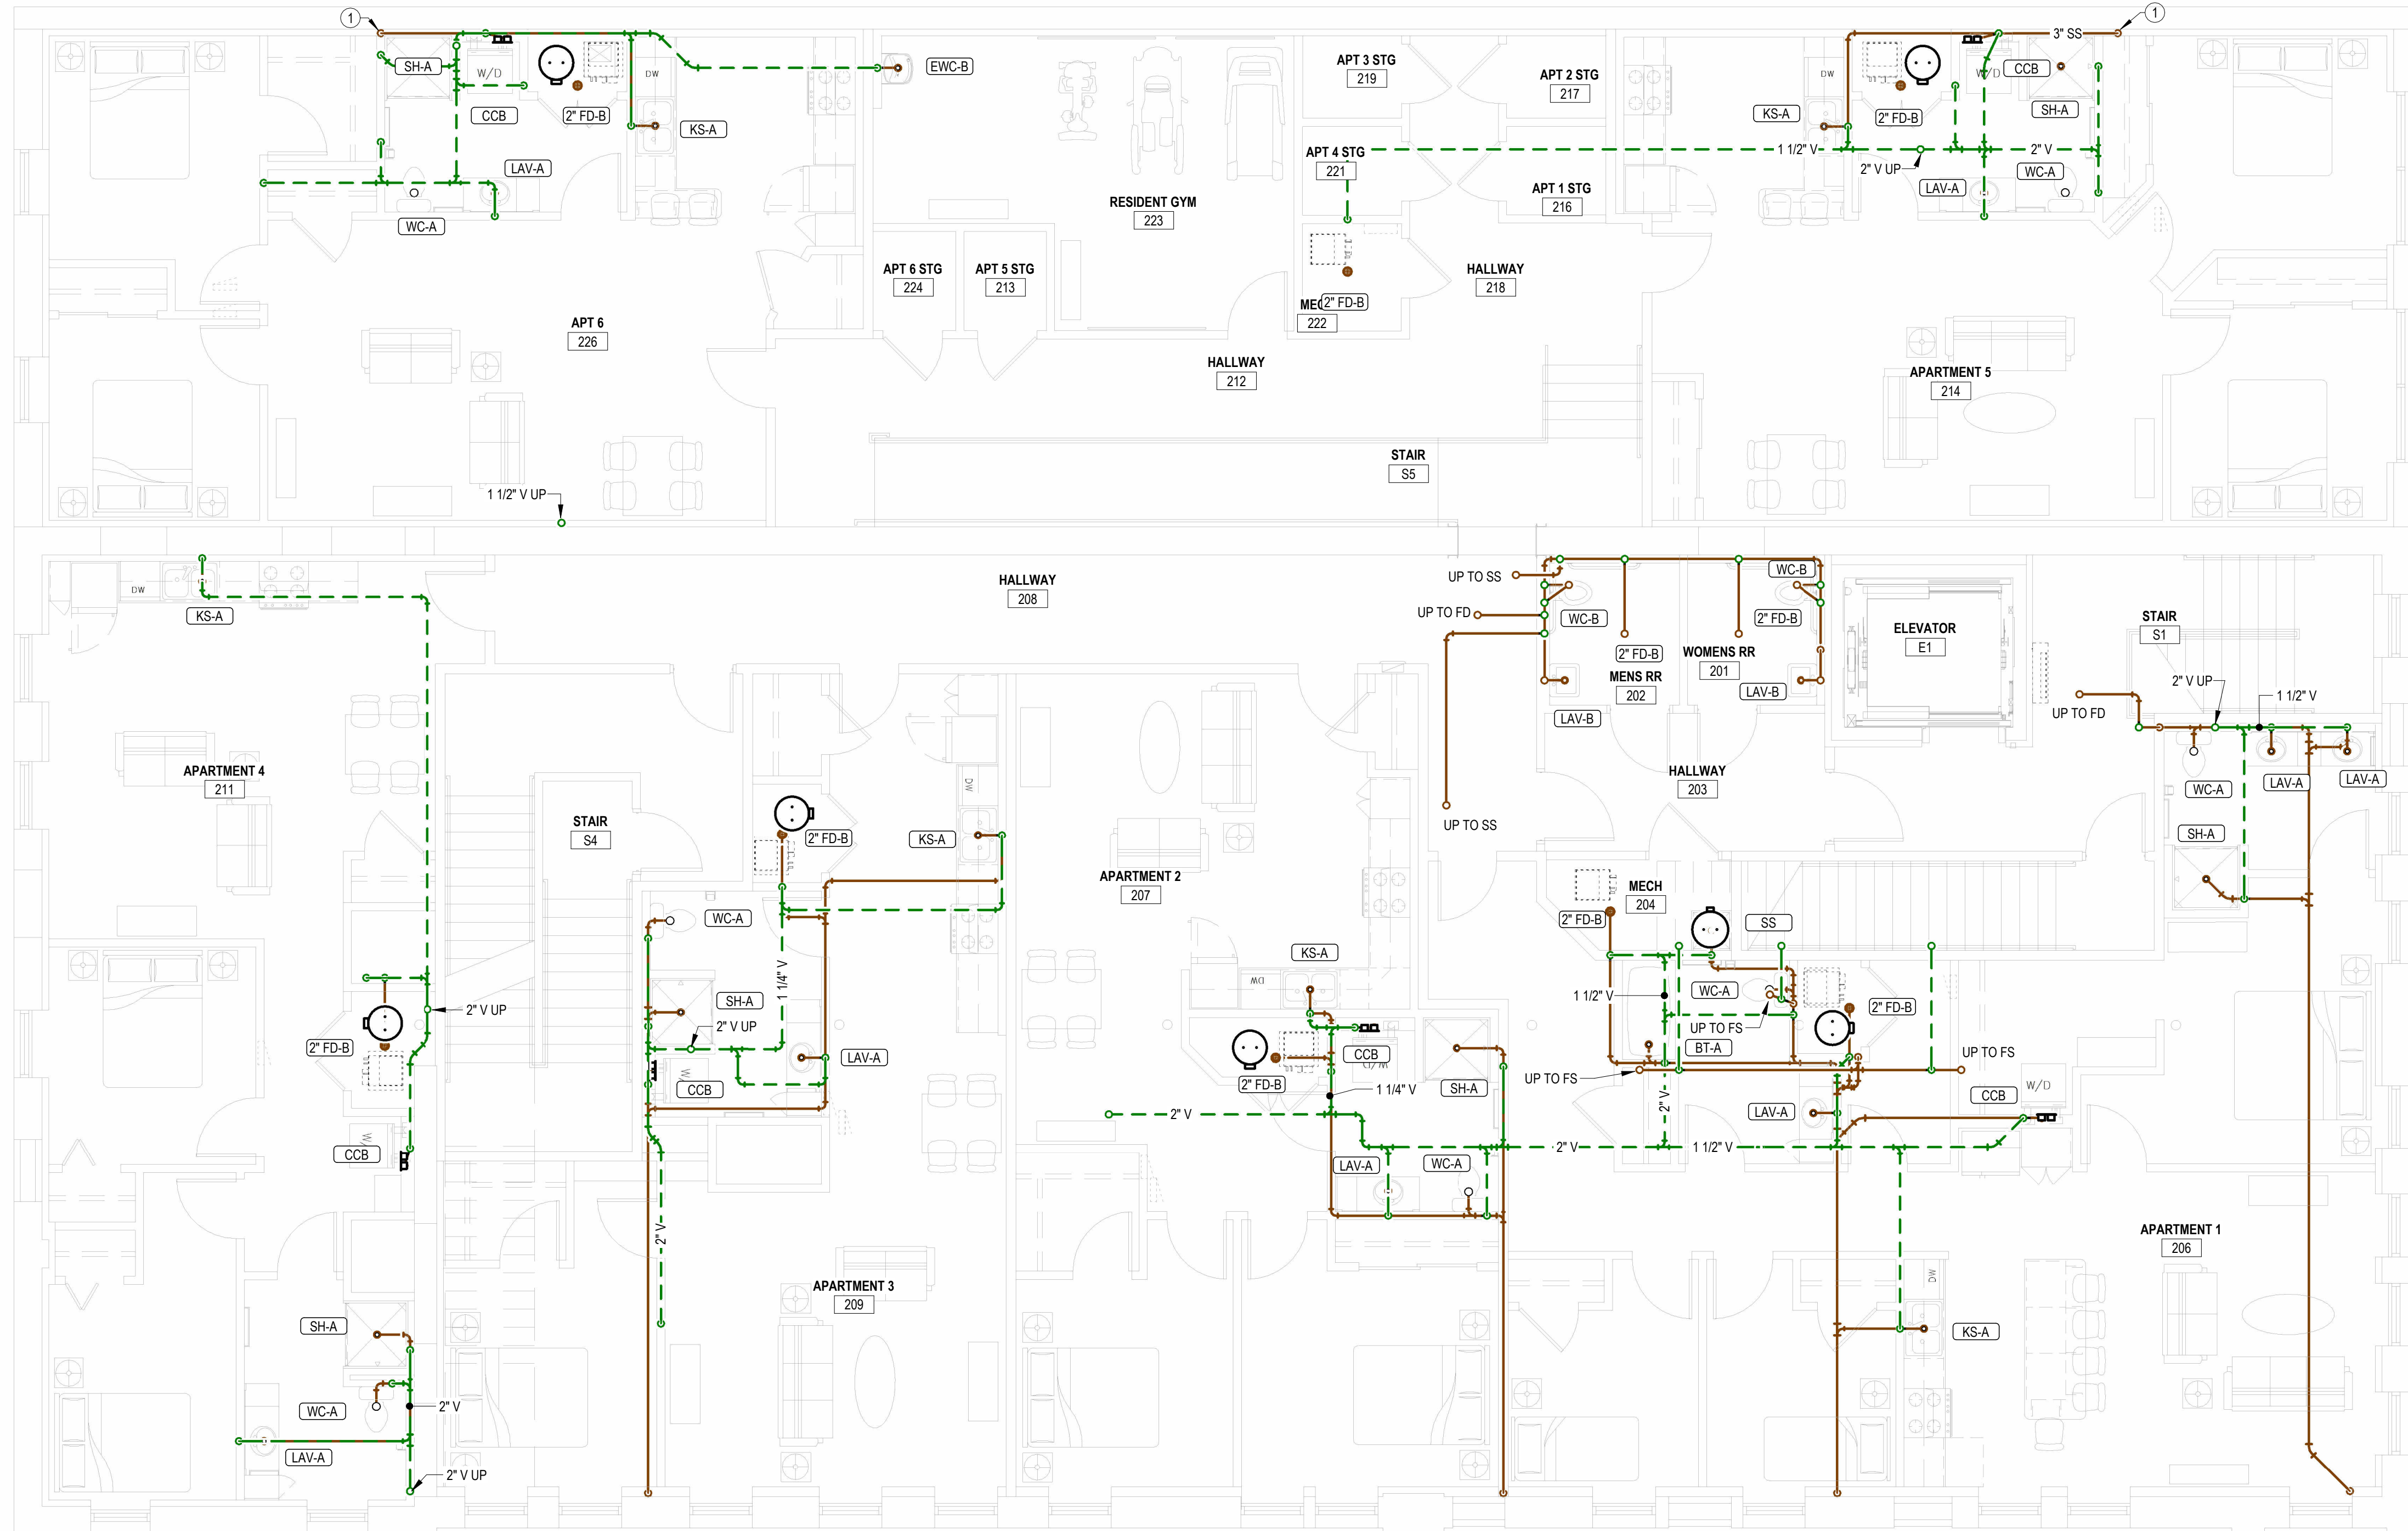 1
1
3" SS
SH-A
W/D
CCB
2" FD-B
DW
KS-A
EWC-B
LAV-A
WC-A
APT 3 STG
219
APT 2 STG
217
APT 4 STG
221
APT 1 STG
216
RESIDENT GYM
223
KS-A
DW
2" FD-B
W/D
CCB
SH-A
1 1/2" V
2" V
2" V UP
LAV-A
WC-A
APT 6 STG
224
APT 5 STG
213
MEC
2" FD-B
222
HALLWAY
218
APT 6
226
HALLWAY
212
APARTMENT 5
214
STAIR
S5
1 1/2" V UP
DW
KS-A
HALLWAY
208
UP TO SS
UP TO FD
WC-B
WC-B
2" FD-B
2" FD-B
MENS RR
202
WOMENS RR
201
LAV-B
LAV-B
ELEVATOR
E1
STAIR
S1
2" V UP
1 1/2" V
UP TO FD
APARTMENT 4
211
STAIR
S4
2" FD-B
DW
KS-A
UP TO SS
HALLWAY
203
WC-A
LAV-A
LAV-A
SH-A
APARTMENT 2
207
WC-A
1 1/4" V
SH-A
2" V UP
LAV-A
CCB
W/
2" V UP
2" FD-B
W/
CCB
KS-A
DW
2" FD-B
CCB
W/D
1 1/4" V
SH-A
2" V
LAV-A
WC-A
MECH
204
2" FD-B
SS
1 1/2" V
WC-A
UP TO FS
BT-A
2" FD-B
UP TO FS
UP TO FS
2" V
LAV-A
W/D
CCB
2" V
1 1/2" V
2" V
APARTMENT 3
209
APARTMENT 1
206
DW
KS-A
SH-A
WC-A
2" V
LAV-A
2" V UP